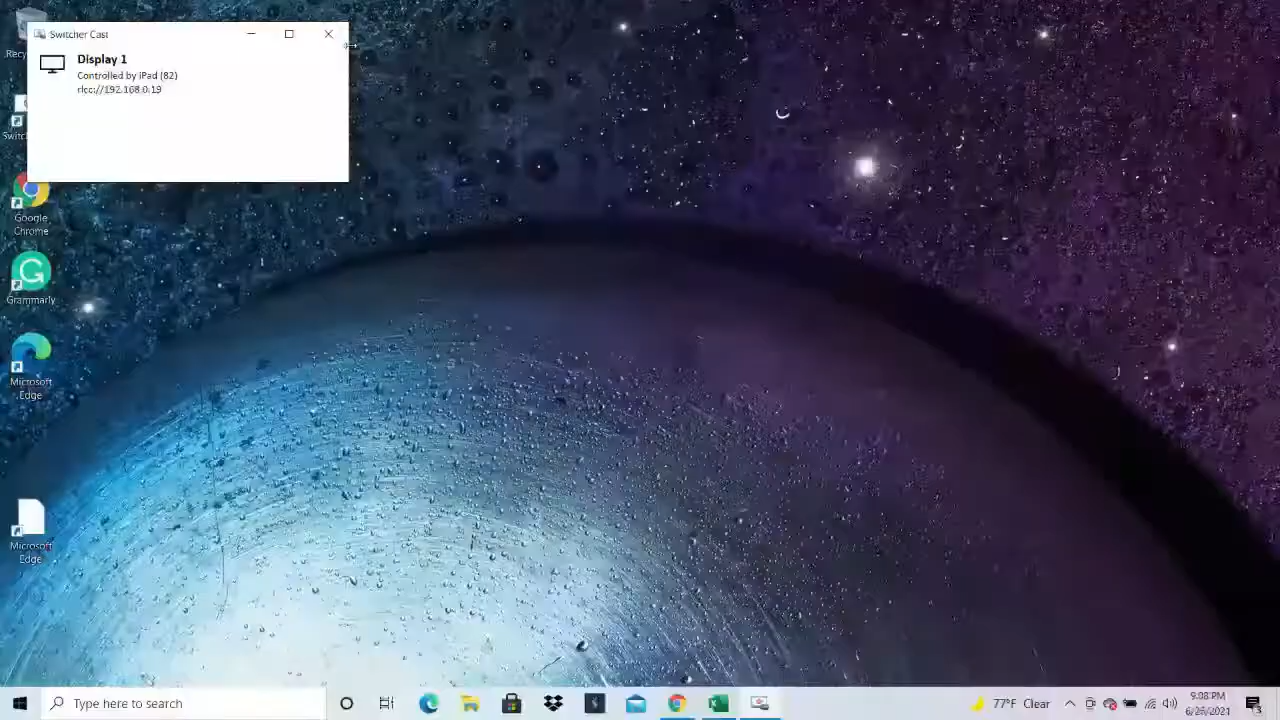 Switcher Cast
Display 1
Controlled by iPad (82)
rlcc://192.168.0.19
Google
Chrome
Grammarly
Microsoft
Edge
Microsoft
Edge
Type here to search
77°F Clear
9:08 PM